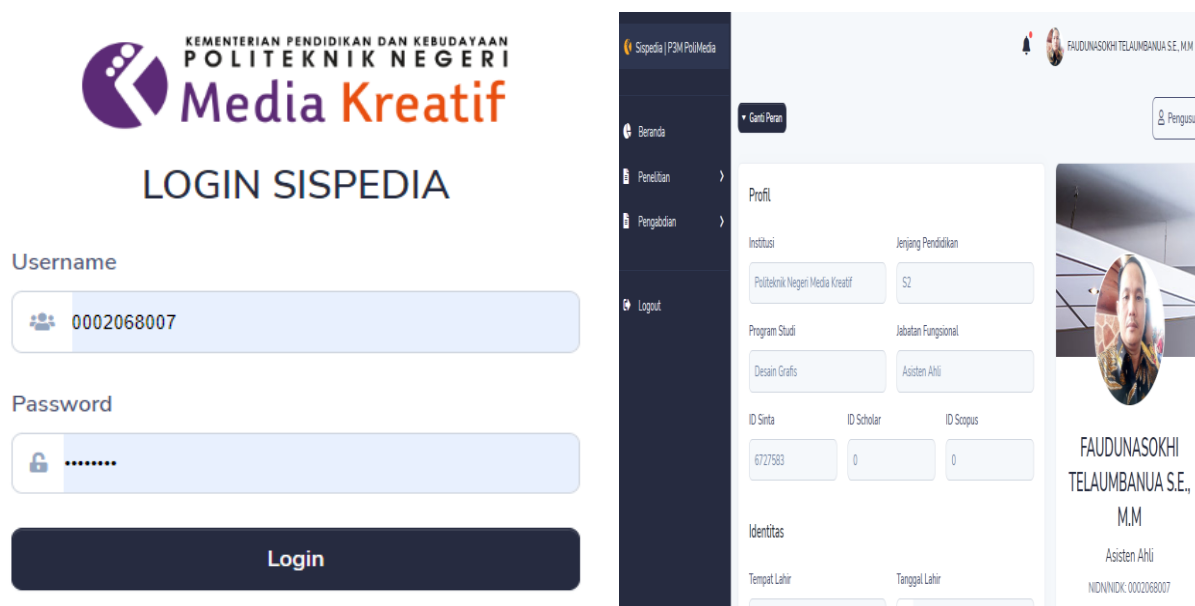 KEMENTERIAN PENDIDIKAN DAN KEBUDAYAAN
POLITEKNIK NEGERI
Media Kreatif
LOGIN SISPEDIA
Username
0002068007
Password
••••••••
Login
Sispedia | P3M PoliMedia
Beranda
Penelitian
Pengabdian
Logout
FAUDUNASOKHI TELAUMBANUA S.E., M.M
Ganti Peran
Pengusu
Profil
Institusi Jenjang Pendidikan
Politeknik Negeri Media Kreatif S2
Program Studi Jabatan Fungsional
Desain Grafis Asisten Ahli
ID Sinta ID Scholar ID Scopus
6727583 0 0
Identitas
Tempat Lahir Tanggal Lahir
FAUDUNASOKHI
TELAUMBANUA S.E.,
M.M
Asisten Ahli
NIDN/NIDK: 0002068007